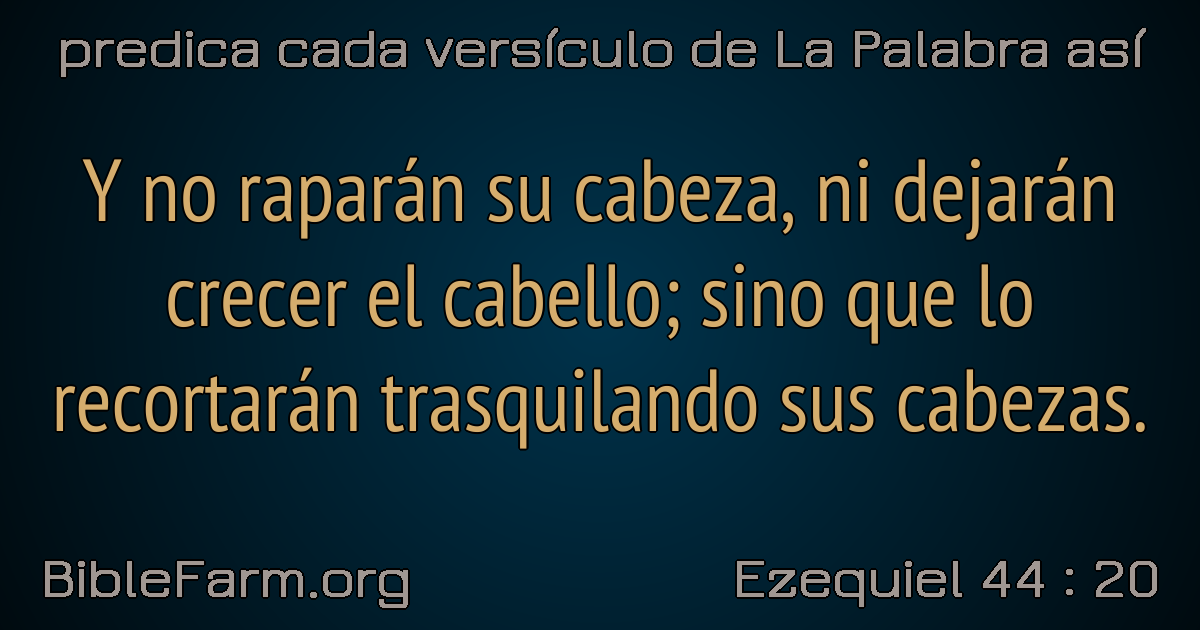 predica cada versículo de La Palabra así
Y no raparán su cabeza, ni dejarán
crecer el cabello; sino que lo
recortarán trasquilando sus cabezas.
BibleFarm.org
Ezequiel 44 : 20